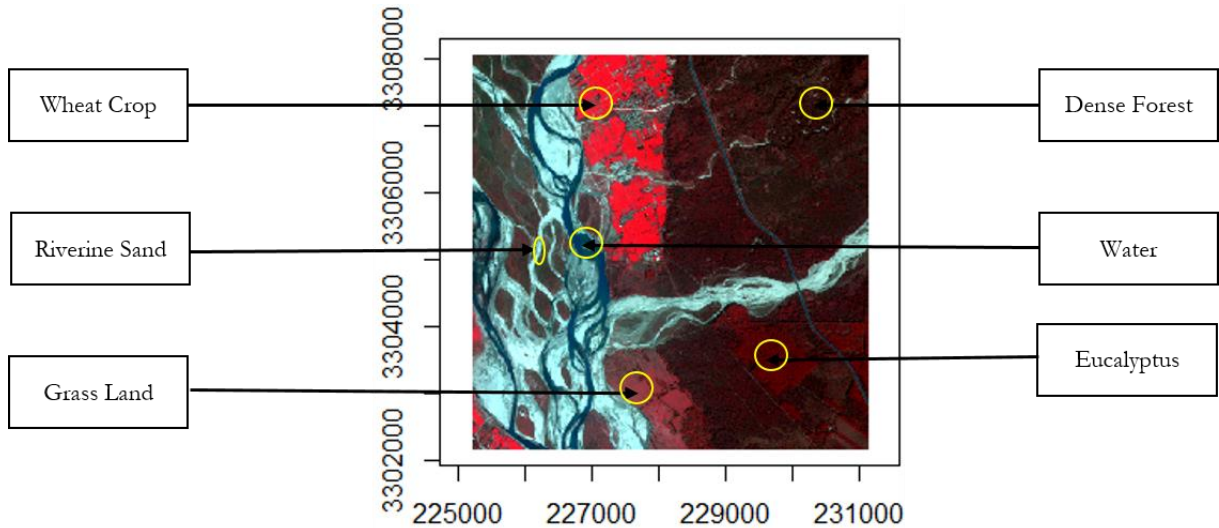 Wheat Crop
Riverine Sand
Grass Land
Dense Forest
Water
Eucalyptus
3308000
3306000
3304000
3302000
225000 227000 229000 231000